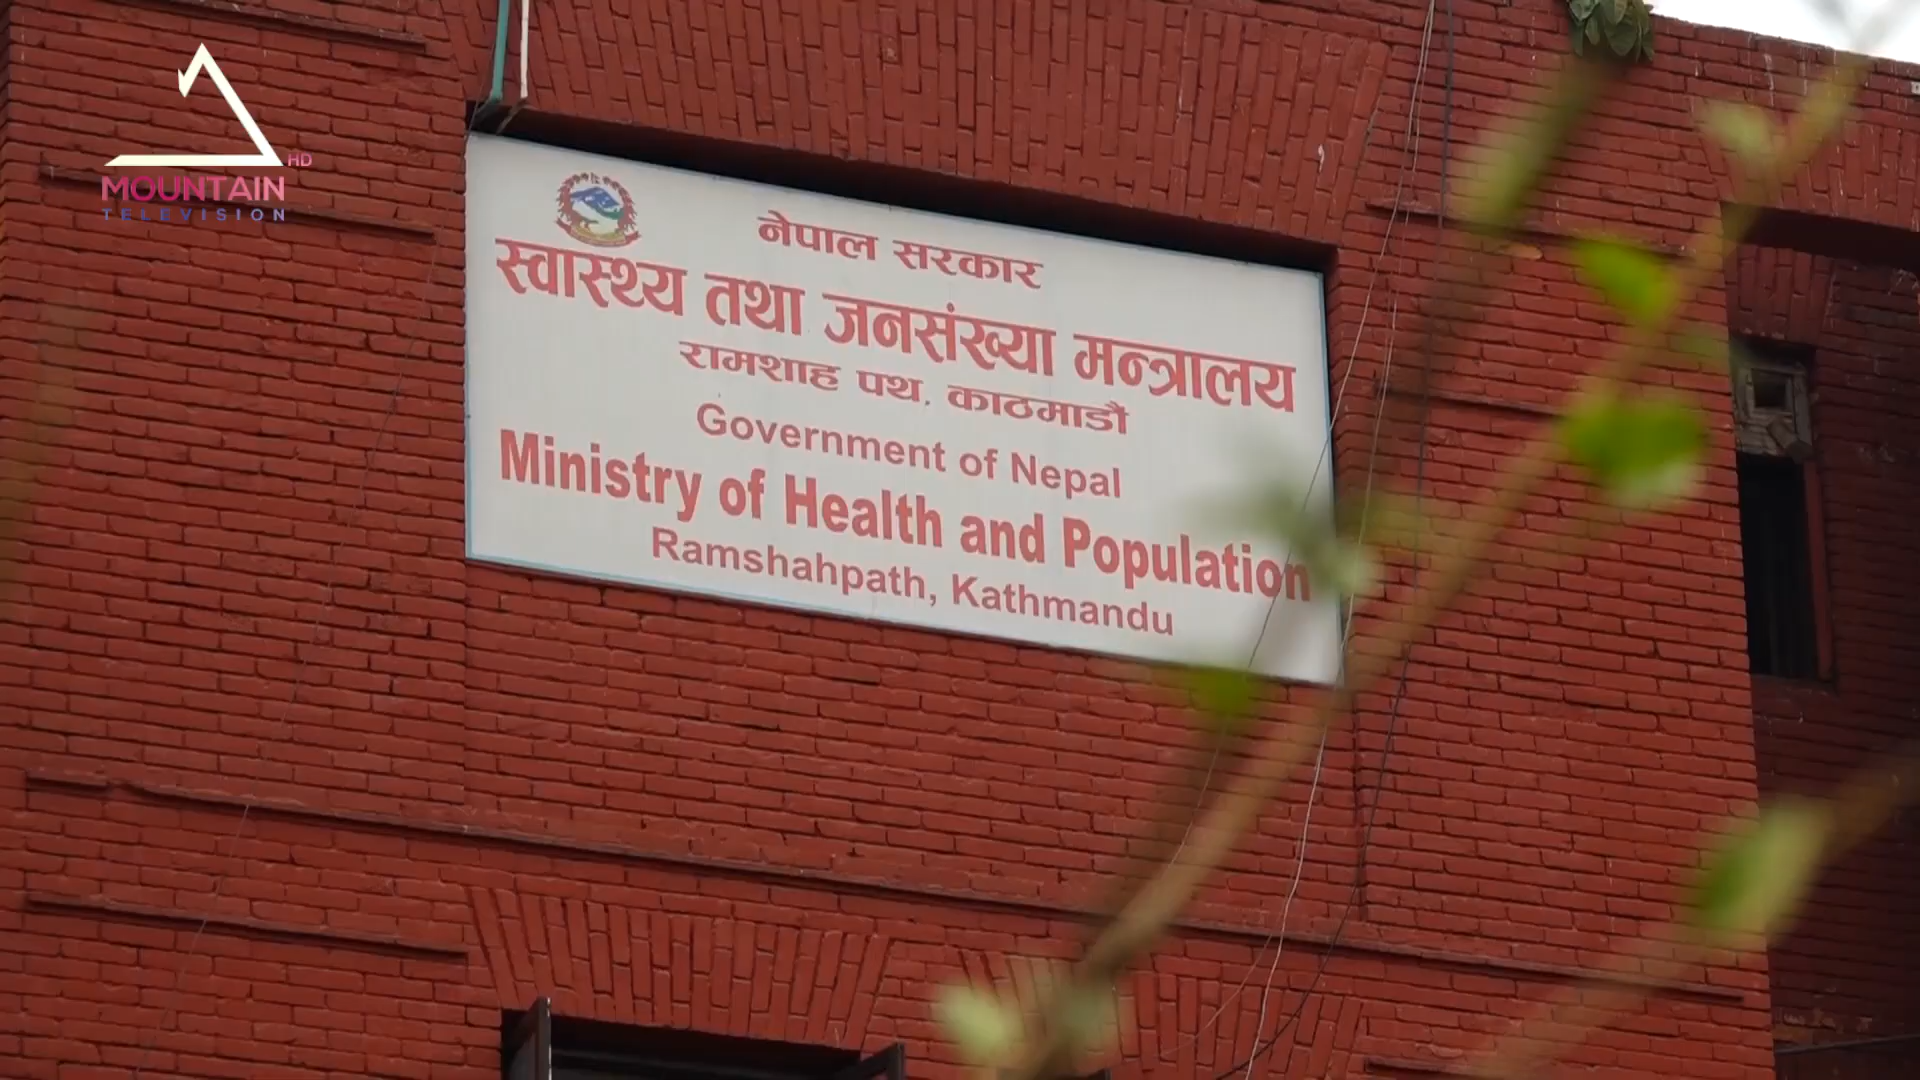 HD
MOUNTAIN
TELEVISION
नेपाल सरकार
स्वास्थ्य तथा जनसंख्या मन्त्रालय
रामशाह पथ, काठमाडौं
Government of Nepal
Ministry of Health and Population
Ramshahpath, Kathmandu